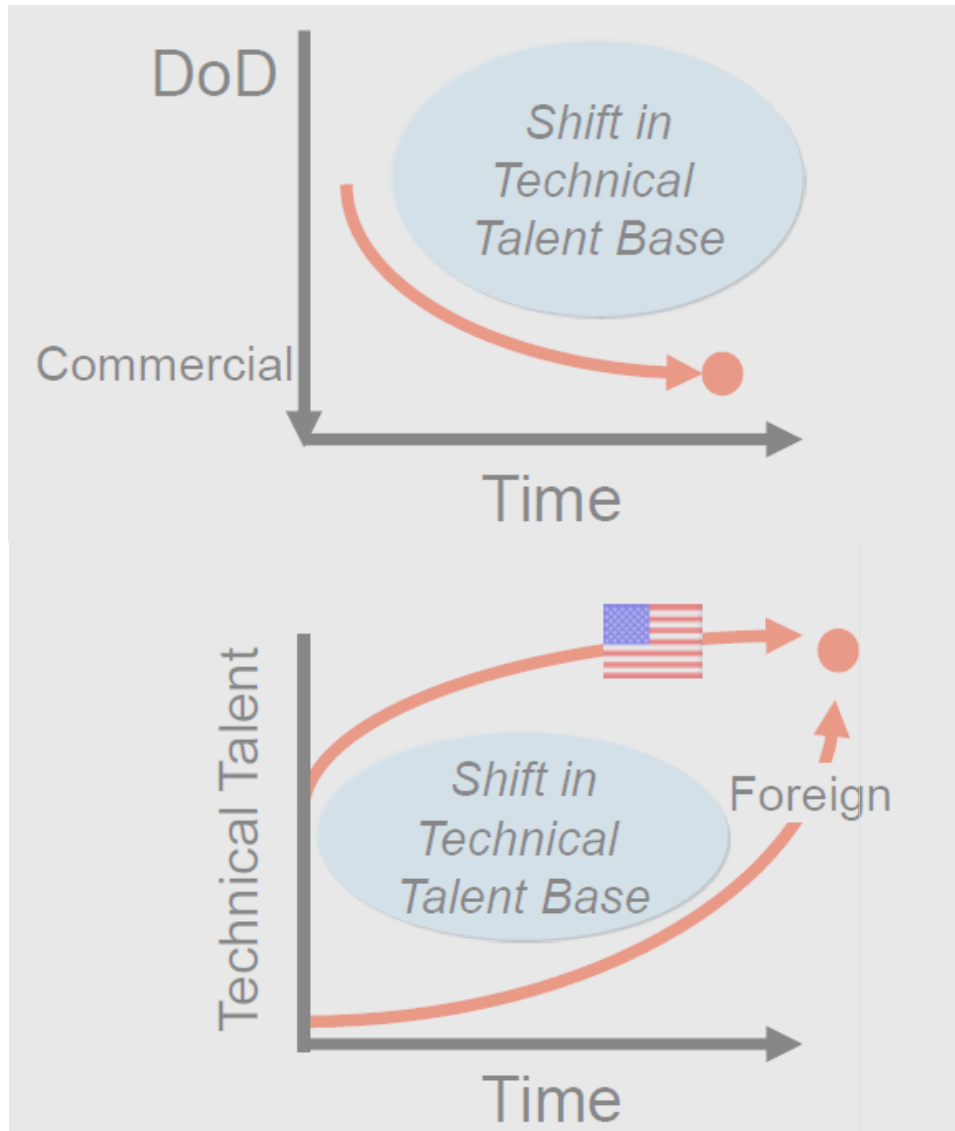 DoD
Shift in
Technical
Talent Base
Commercial
Time
Technical Talent
Shift in
Technical
Talent Base
Foreign
Time